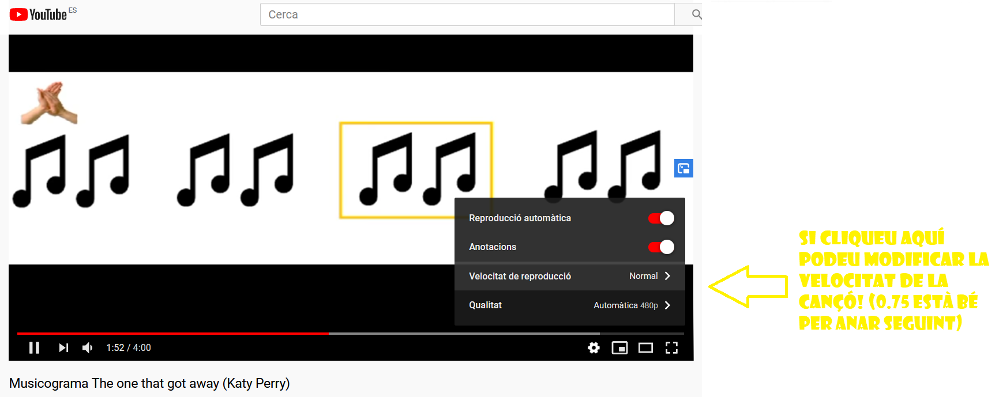 YouTube ES
Cerca
Reproducció automàtica
Anotacions
Velocitat de reproducció Normal
Qualitat Automàtica 480p
SI CLIQUEU AQUÍ
PODEU MODIFICAR LA
VELOCITAT DE LA
CANÇÓ! (0.75 ESTÀ BÉ
PER ANAR SEGUINT)
1:52 / 4:00
Musicograma The one that got away (Katy Perry)